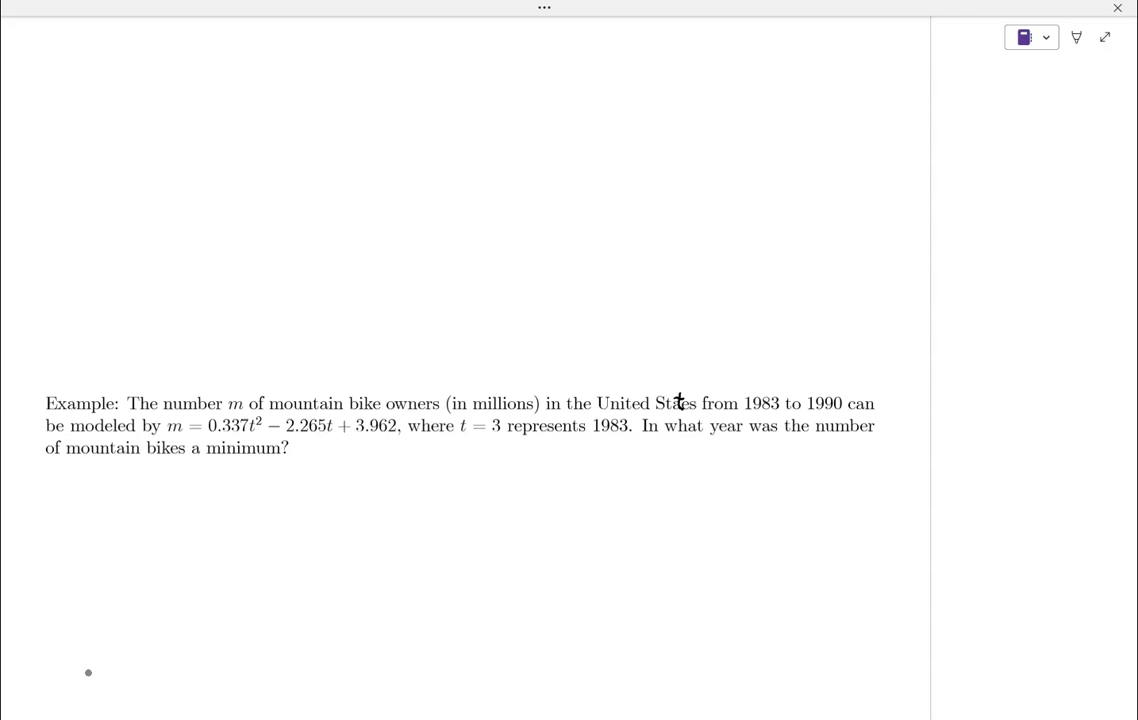 Example: The number m of mountain bike owners (in millions) in the United States from 1983 to 1990 can
be modeled by m = 0.337t² − 2.265t + 3.962, where t = 3 represents 1983. In what year was the number
of mountain bikes a minimum?